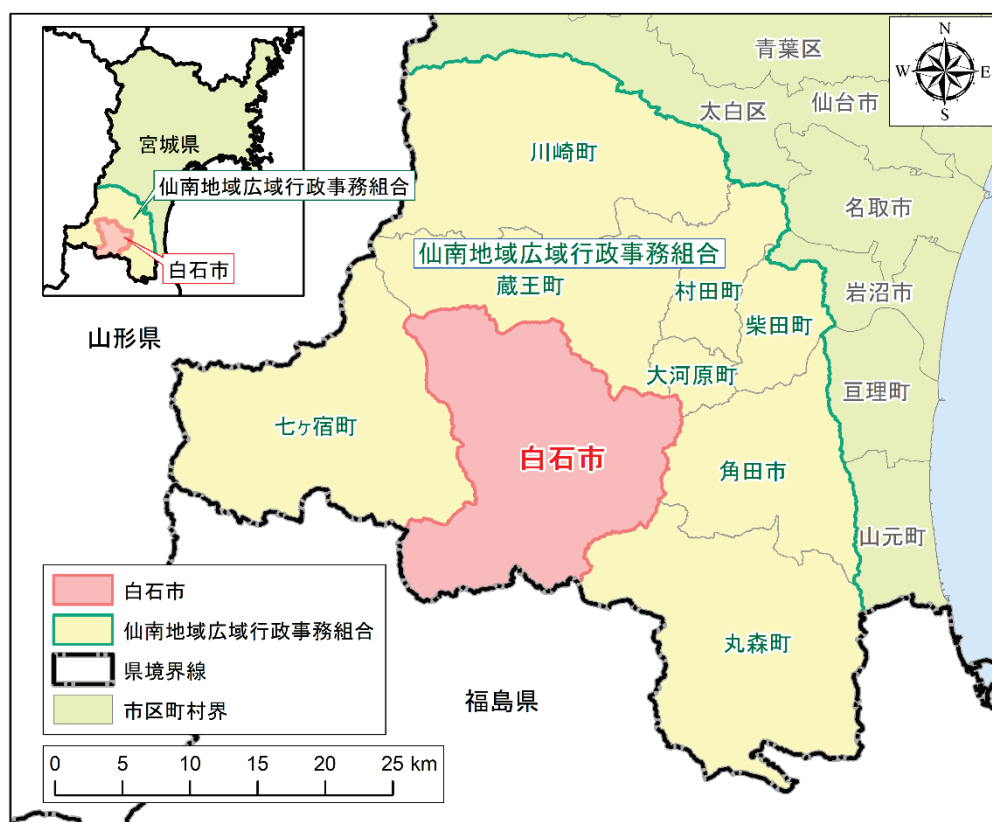 宮城県
仙南地域広域行政事務組合
白石市
青葉区
仙台市
太白区
N
W
E
S
川崎町
名取市
仙南地域広域行政事務組合
蔵王町
村田町
岩沼市
柴田町
山形県
大河原町
亘理町
七ヶ宿町
白石市
角田市
山元町
丸森町
福島県
白石市
仙南地域広域行政事務組合
県境界線
市区町村界
0 5 10 15 20 25 km